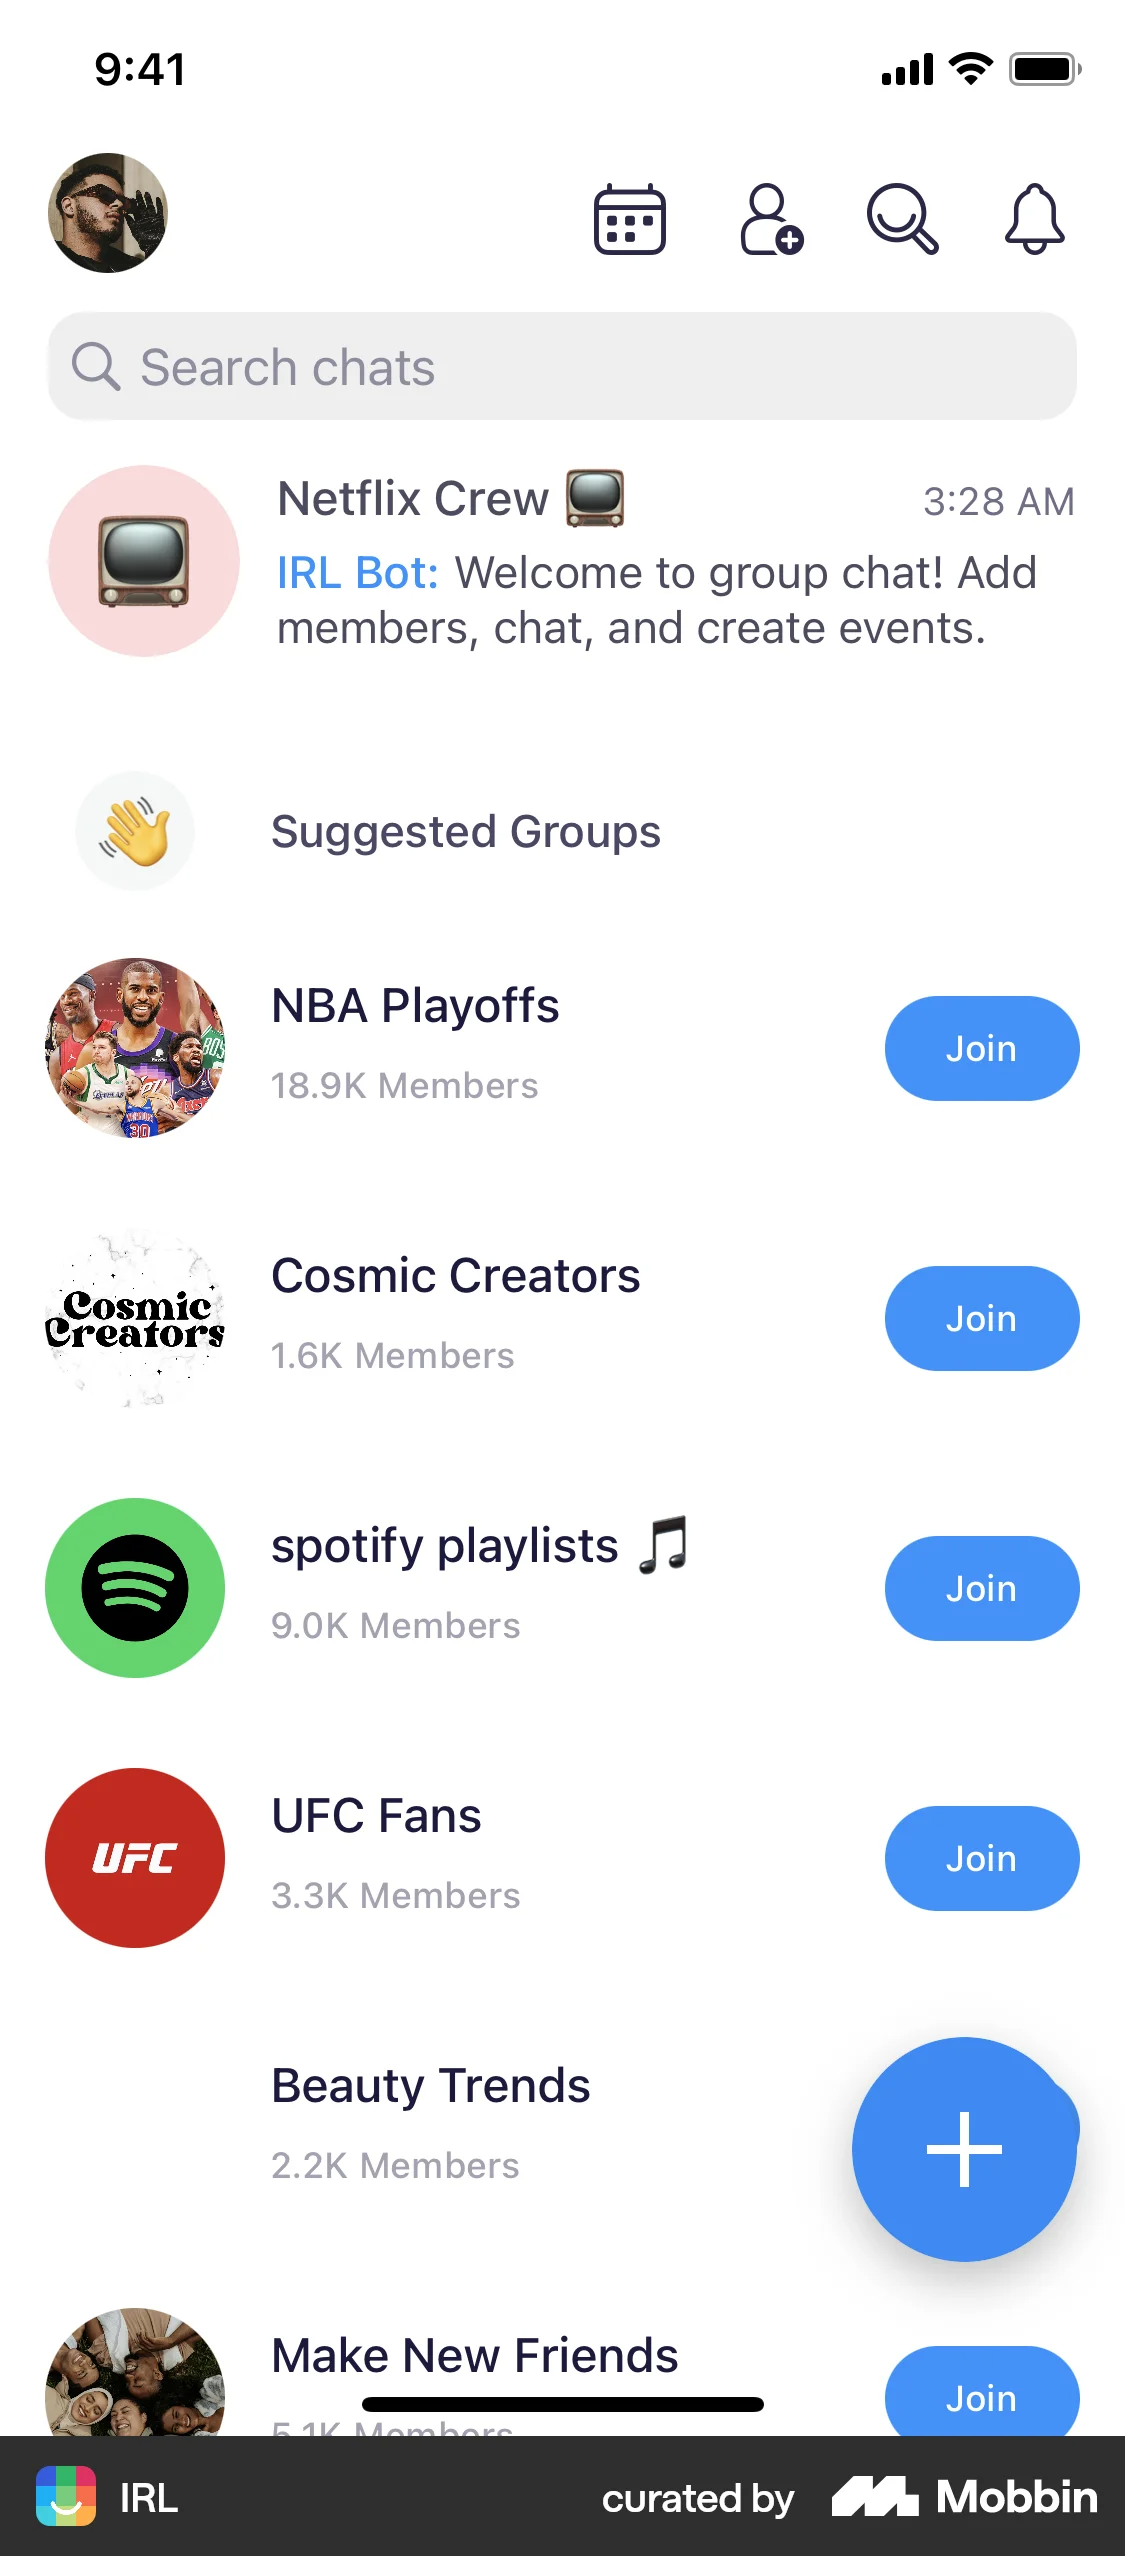 9:41
Search chats
Netflix Crew 📺
3:28 AM
IRL Bot: Welcome to group chat! Add
members, chat, and create events.
Suggested Groups
NBA Playoffs
18.9K Members
Join
Cosmic
Creators
Cosmic Creators
1.6K Members
Join
spotify playlists 🎵
9.0K Members
Join
UFC
UFC Fans
3.3K Members
Join
Beauty Trends
2.2K Members
Make New Friends
5.1K Members
Join
IRL
curated by
Mobbin